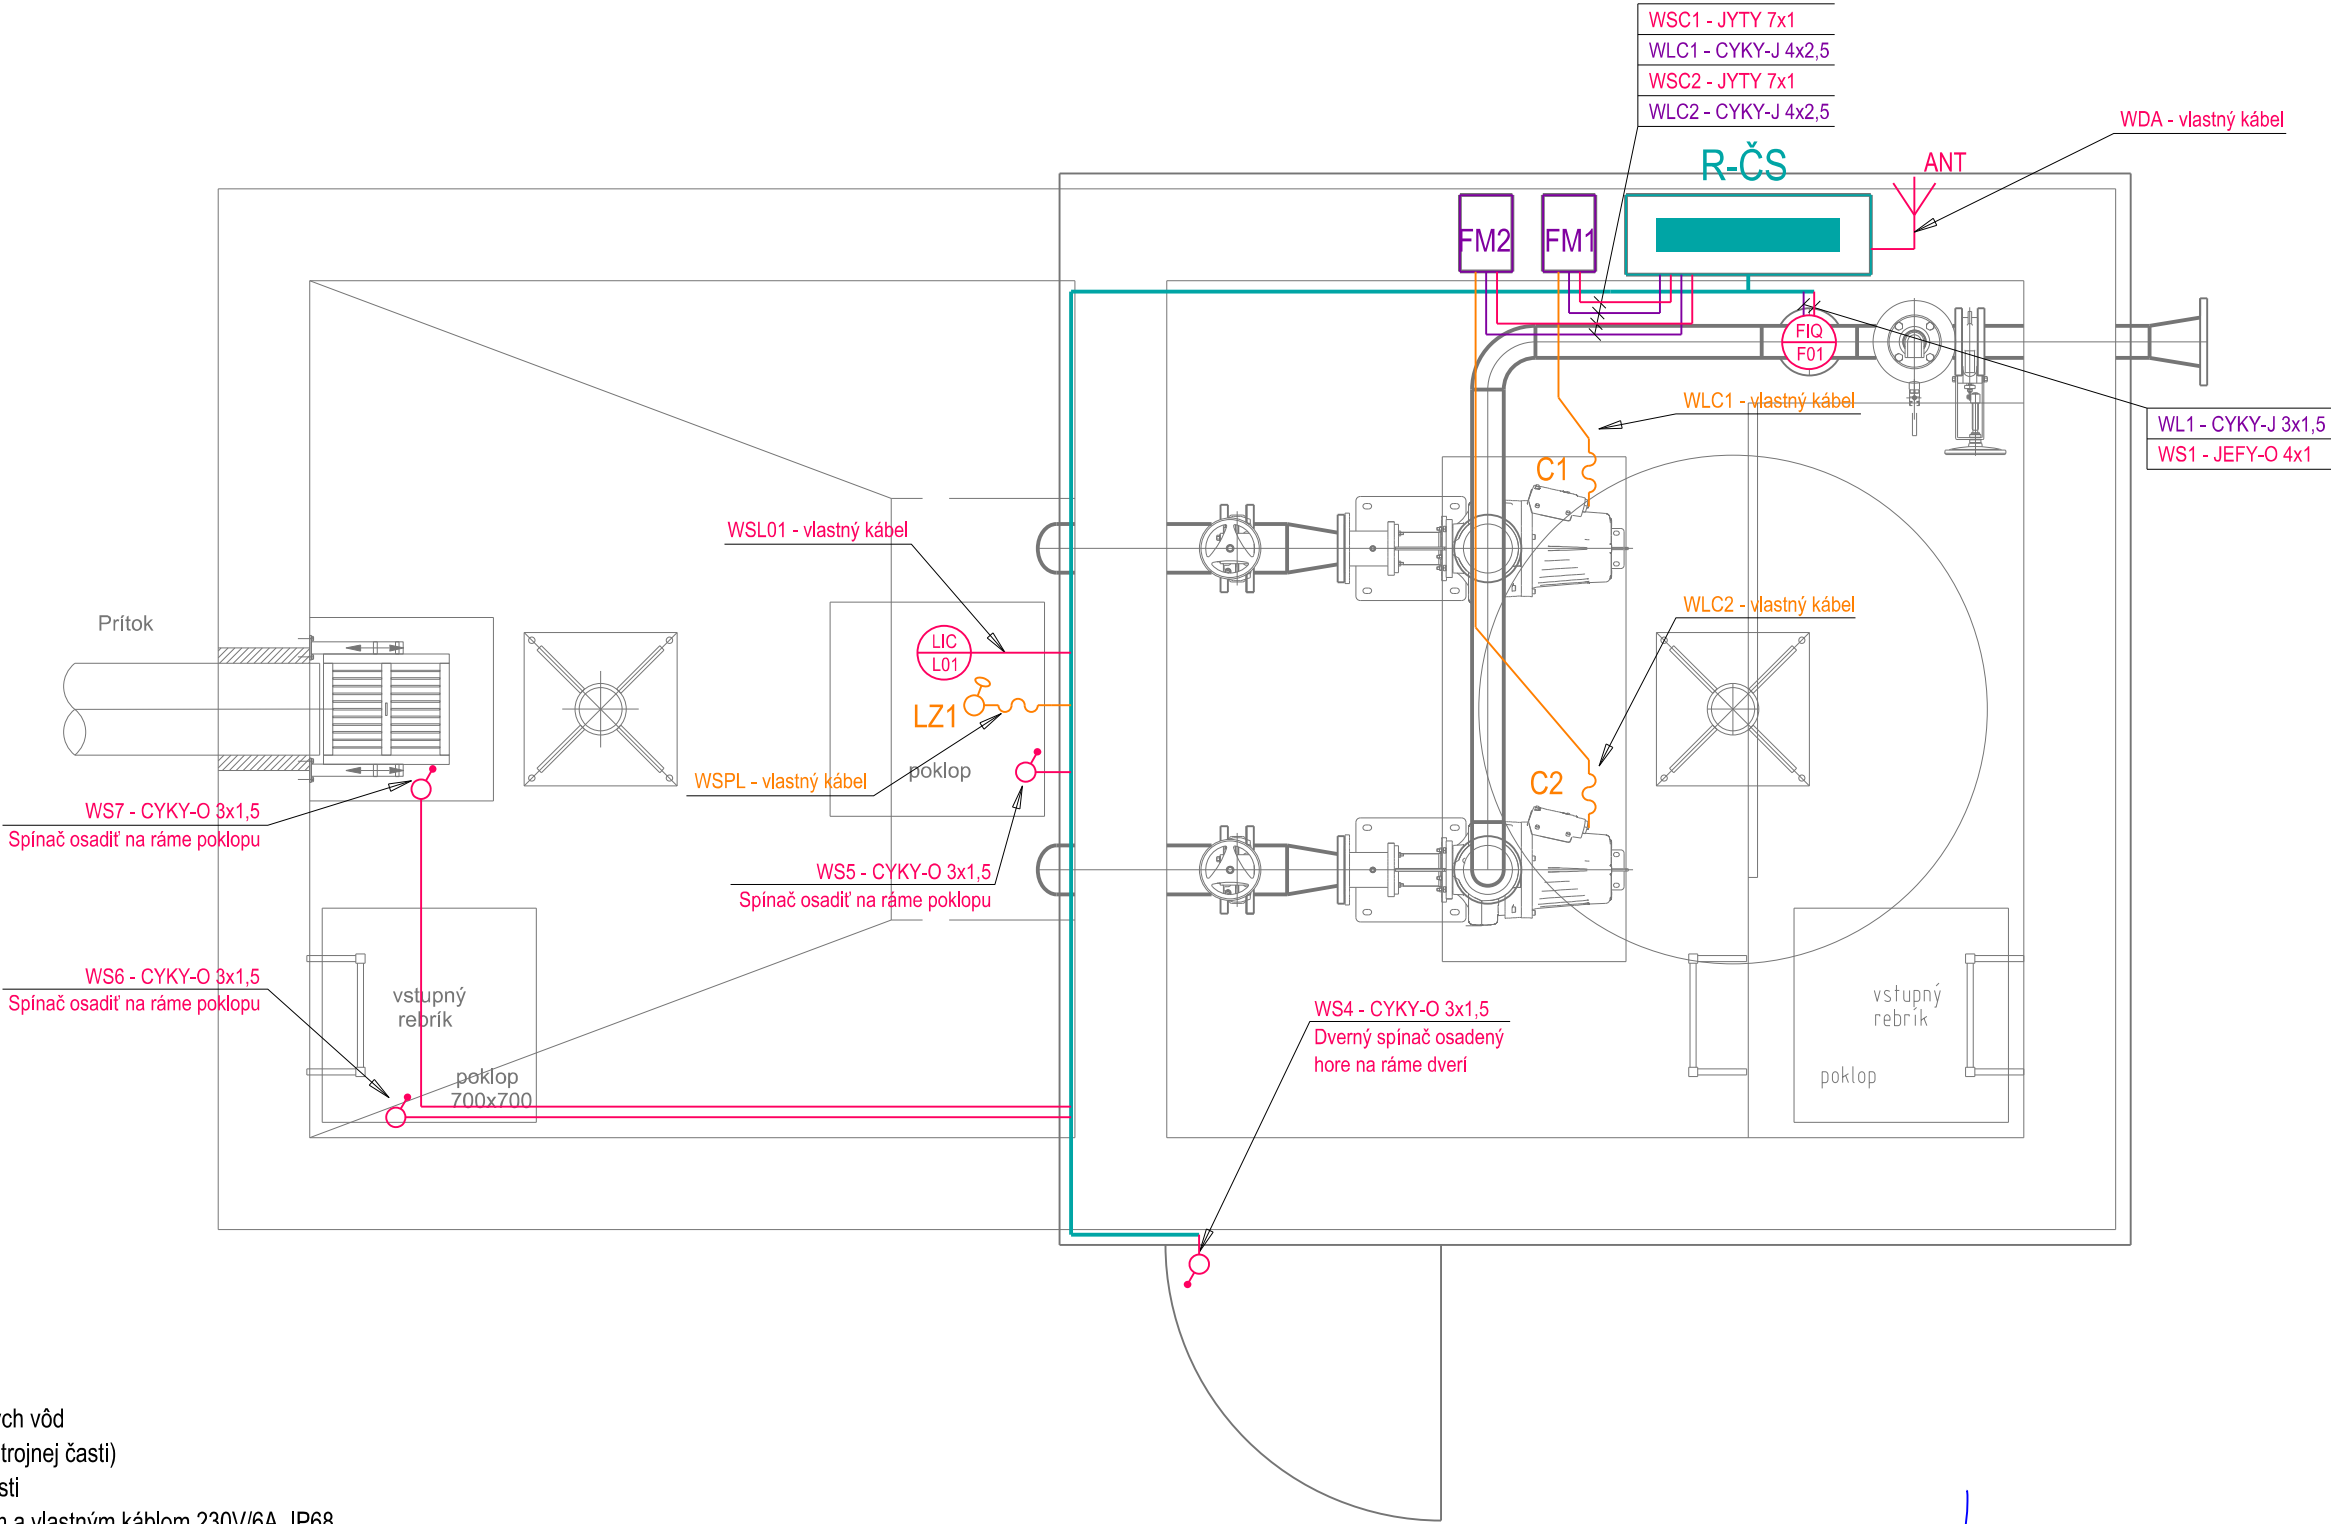 WSC1 - JYTY 7x1
WLC1 - CYKY-J 4x2,5
WSC2 - JYTY 7x1
WLC2 - CYKY-J 4x2,5
WDA - vlastný kábel
R-ČS
ANT
FM2
FM1
FIQ
F01
WLC1 - vlastný kábel
WL1 - CYKY-J 3x1,5
WS1 - JEFY-O 4x1
C1
WSL01 - vlastný kábel
WLC2 - vlastný kábel
Prítok
LIC
L01
LZ1
WSPL - vlastný kábel
poklop
C2
WS7 - CYKY-O 3x1,5
Spínač osadiť na ráme poklopu
WS5 - CYKY-O 3x1,5
Spínač osadiť na ráme poklopu
WS6 - CYKY-O 3x1,5
Spínač osadiť na ráme poklopu
vstupný
rebrík
poklop
700x700
WS4 - CYKY-O 3x1,5
Dverný spínač osadený
hore na ráme dverí
vstupný
rebrík
poklop
ch vôd
trojnej časti)
sti
a vlastným káblom 230V/6A, IP68